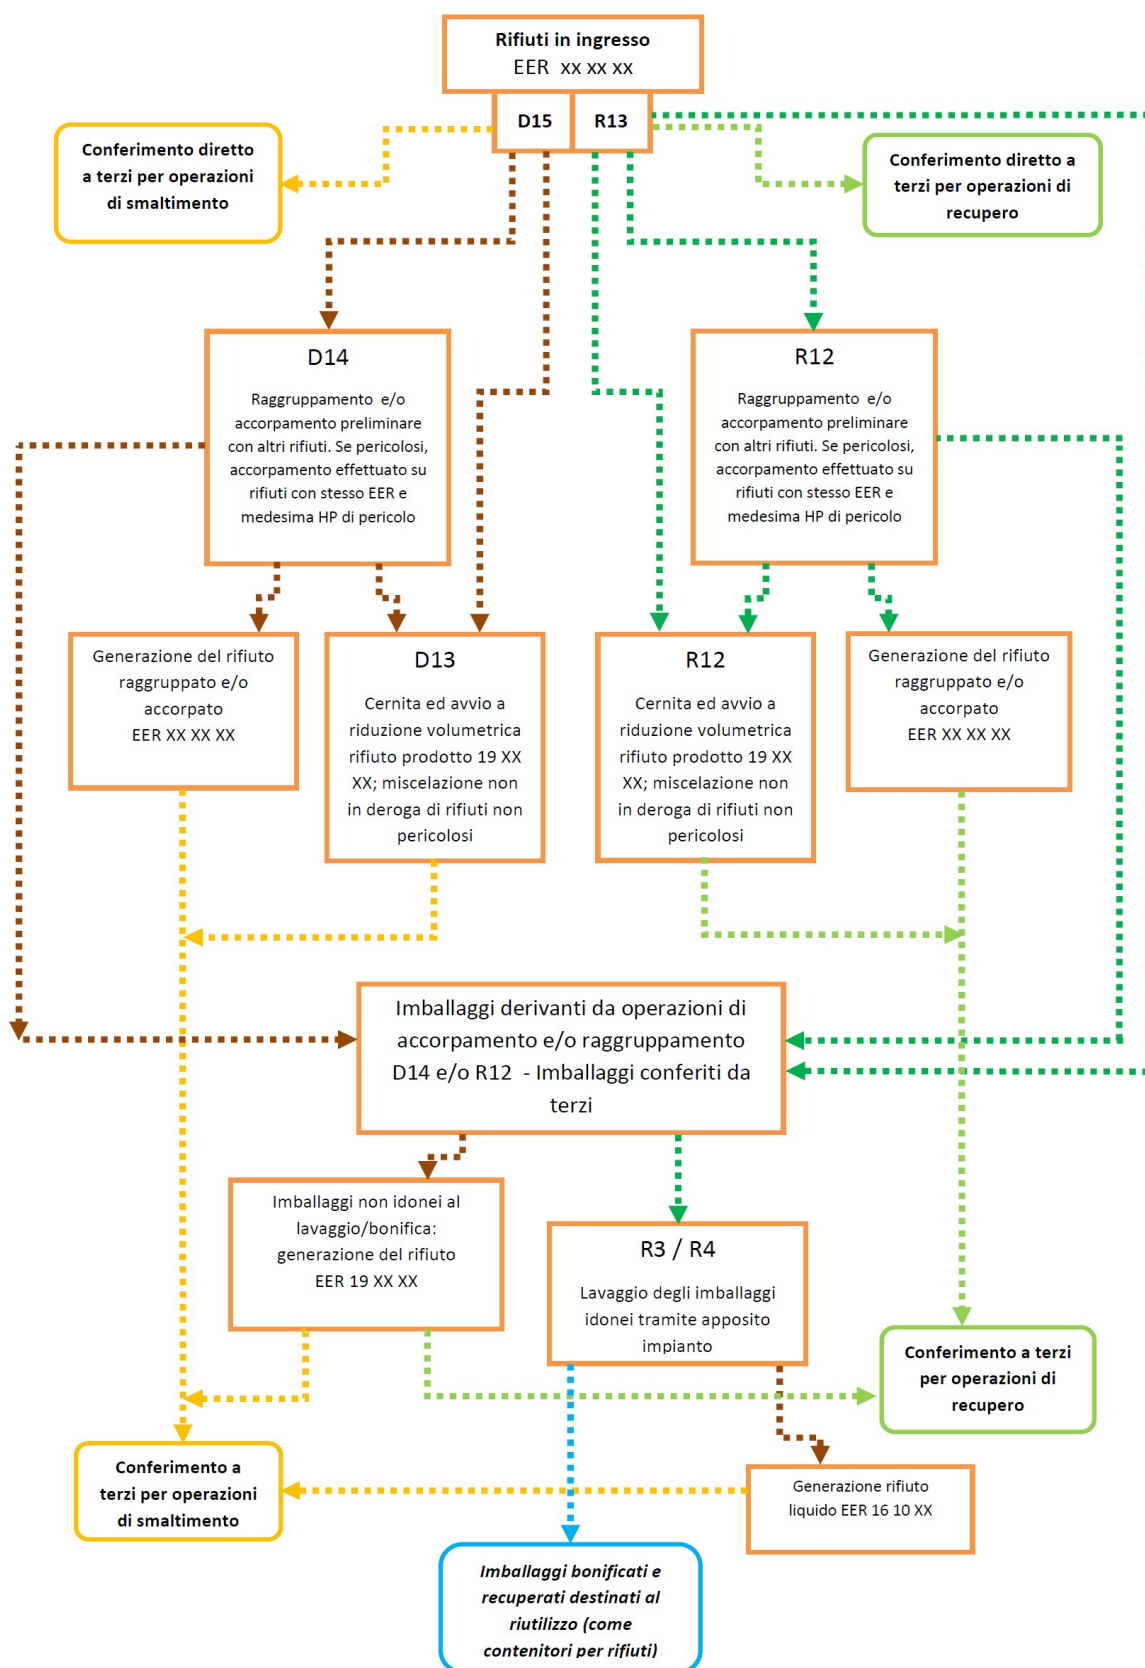 Rifiuti in ingresso
EER xx xx xx
D15
R13
Conferimento diretto
a terzi per operazioni
di smaltimento
Conferimento diretto a
terzi per operazioni di
recupero
D14
Raggruppamento e/o
accorpamento preliminare
con altri rifiuti. Se pericolosi,
accorpamento effettuato su
rifiuti con stesso EER e
medesima HP di pericolo
R12
Raggruppamento e/o
accorpamento preliminare
con altri rifiuti. Se pericolosi,
accorpamento effettuato su
rifiuti con stesso EER e
medesima HP di pericolo
Generazione del rifiuto
raggruppato e/o
accorpato
EER XX XX XX
D13
Cernita ed avvio a
riduzione volumetrica
rifiuto prodotto 19 XX
XX; miscelazione non
in deroga di rifiuti non
pericolosi
R12
Cernita ed avvio a
riduzione volumetrica
rifiuto prodotto 19 XX
XX; miscelazione non
in deroga di rifiuti non
pericolosi
Generazione del rifiuto
raggruppato e/o
accorpato
EER XX XX XX
Imballaggi derivanti da operazioni di
accorpamento e/o raggruppamento
D14 e/o R12 - Imballaggi conferiti da
terzi
Imballaggi non idonei al
lavaggio/bonifica:
generazione del rifiuto
EER 19 XX XX
R3 / R4
Lavaggio degli imballaggi
idonei tramite apposito
impianto
Conferimento a terzi
per operazioni di
recupero
Conferimento a
terzi per operazioni
di smaltimento
Generazione rifiuto
liquido EER 16 10 XX
Imballaggi bonificati e
recuperati destinati al
riutilizzo (come
contenitori per rifiuti)